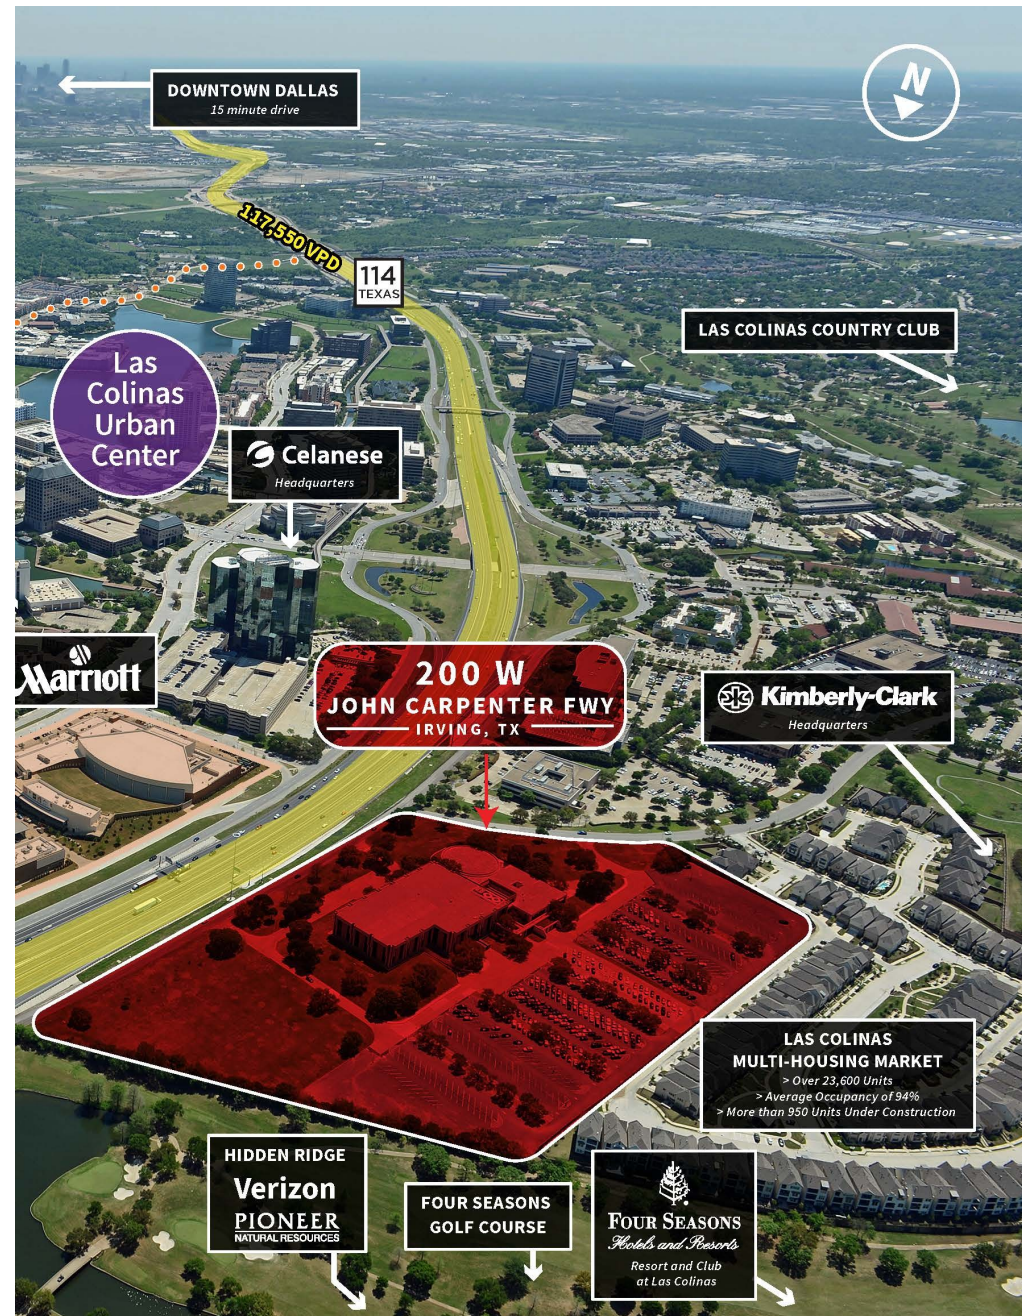 DOWNTOWN DALLAS
15 minute drive
N
117,550 VPD
114
TEXAS
LAS COLINAS COUNTRY CLUB
Las
Colinas
Urban
Center
Celanese
Headquarters
Marriott
200 W
JOHN CARPENTER FWY
IRVING, TX
Kimberly-Clark
Headquarters
LAS COLINAS
MULTI-HOUSING MARKET
> Over 23,600 Units
> Average Occupancy of 94%
> More than 950 Units Under Construction
HIDDEN RIDGE
Verizon
PIONEER
NATURAL RESOURCES
FOUR SEASONS
GOLF COURSE
FOUR SEASONS
Hotels and Resorts
Resort and Club
at Las Colinas